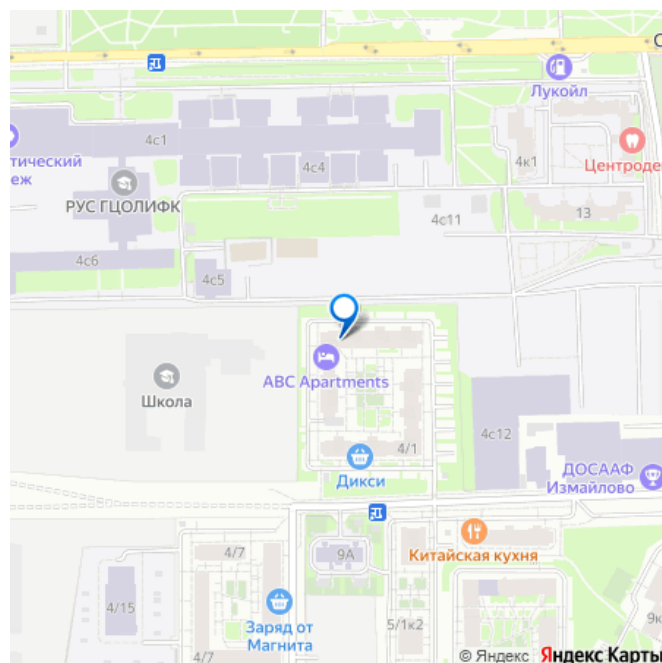 С
Лукойл
4с1
тический
еж
4с4
4к1
Центроде
РУС ГЦОЛИФК
4с11
13
4с6
4с5
ABC Apartments
Школа
4/1
4с12
Дикси
ДОСААФ
Измайлово
4/7
9А
Китайская кухня
4/15
Заряд от
Магнита
5/1к2
9к
4/7
© Яндекс Яндекс Карты